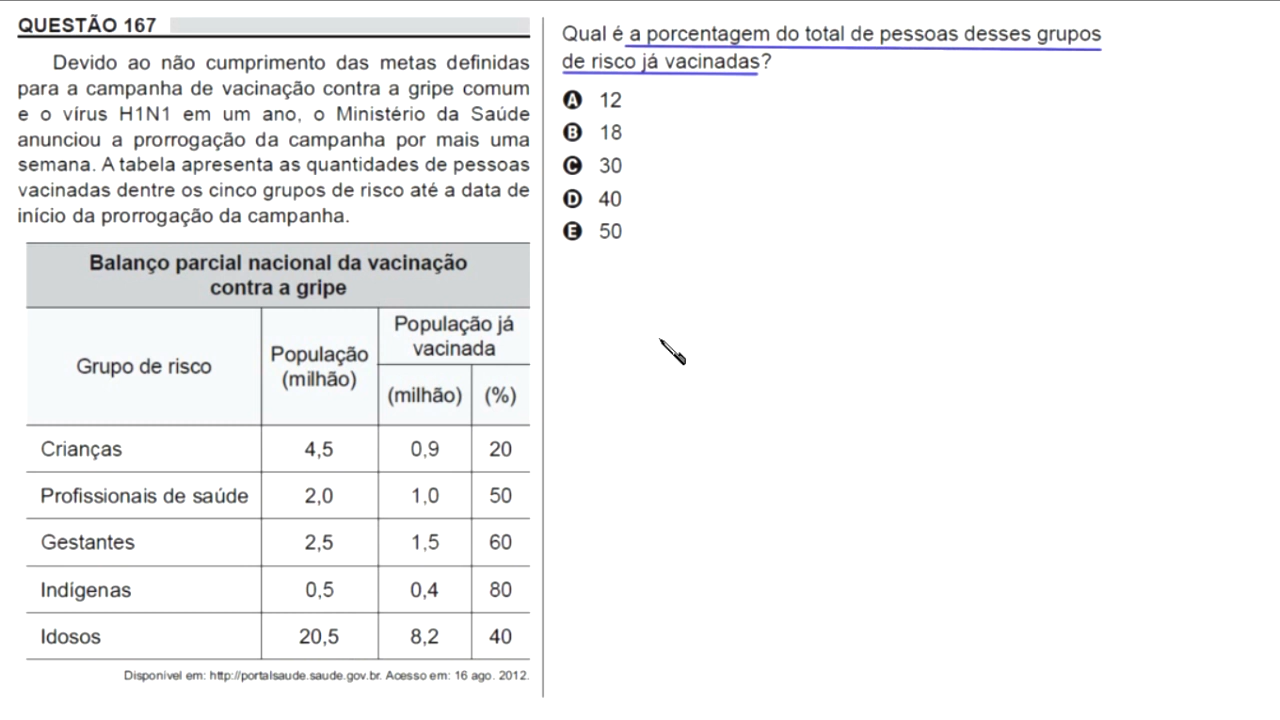 QUESTÃO 167
Devido ao não cumprimento das metas definidas
para a campanha de vacinação contra a gripe comum
e o vírus H1N1 em um ano, o Ministério da Saúde
anunciou a prorrogação da campanha por mais uma
semana. A tabela apresenta as quantidades de pessoas
vacinadas dentre os cinco grupos de risco até a data de
início da prorrogação da campanha.
Balanço parcial nacional da vacinação
contra a gripe
Grupo de risco
População
(milhão)
População já
vacinada
(milhão) (%)
Crianças 4,5 0,9 20
Profissionais de saúde 2,0 1,0 50
Gestantes 2,5 1,5 60
Indígenas 0,5 0,4 80
Idosos 20,5 8,2 40
Disponível em: http://portalsaude.saude.gov.br. Acesso em: 16 ago. 2012.
Qual é a porcentagem do total de pessoas desses grupos
de risco já vacinadas?
A 12
B 18
C 30
D 40
E 50